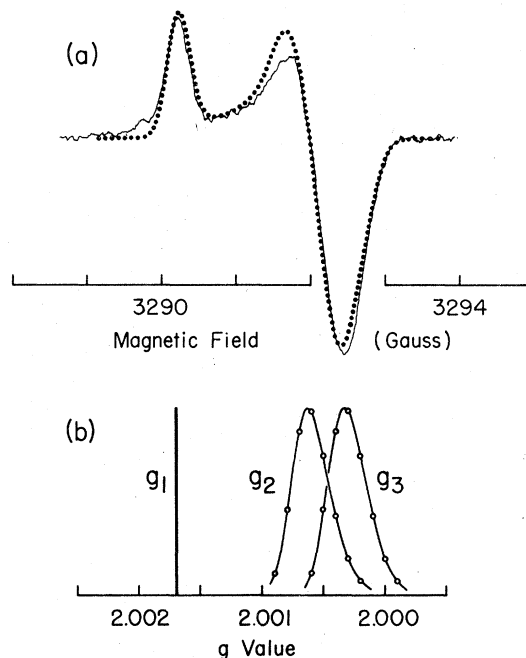 (a)
3290 3294
Magnetic Field (Gauss)
(b)
g1 g2 g3
2.002 2.001 2.000
g Value